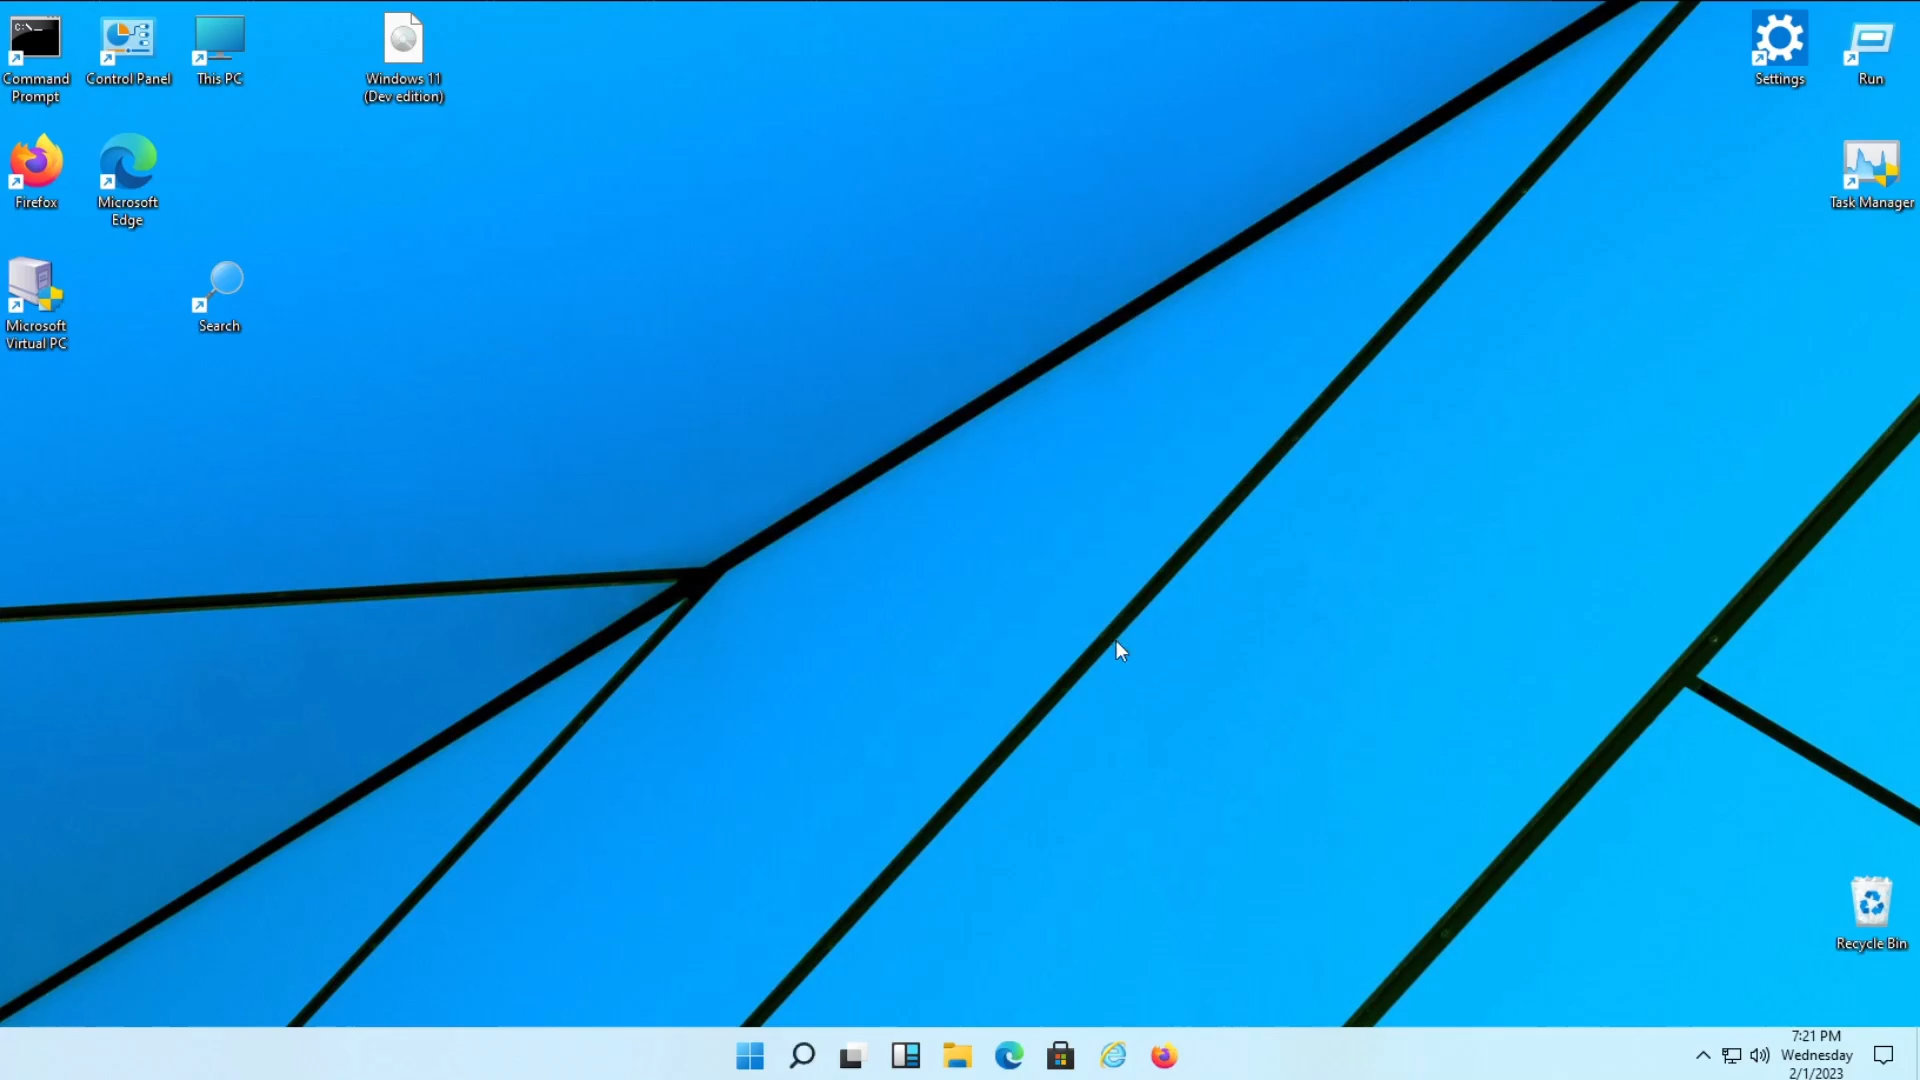 C:\_
Command
Prompt
Control Panel
This PC
Windows 11
(Dev edition)
Settings
Run
Firefox
Microsoft
Edge
Task Manager
Microsoft
Virtual PC
Search
Recycle Bin
7:21 PM
Wednesday
2/1/2023